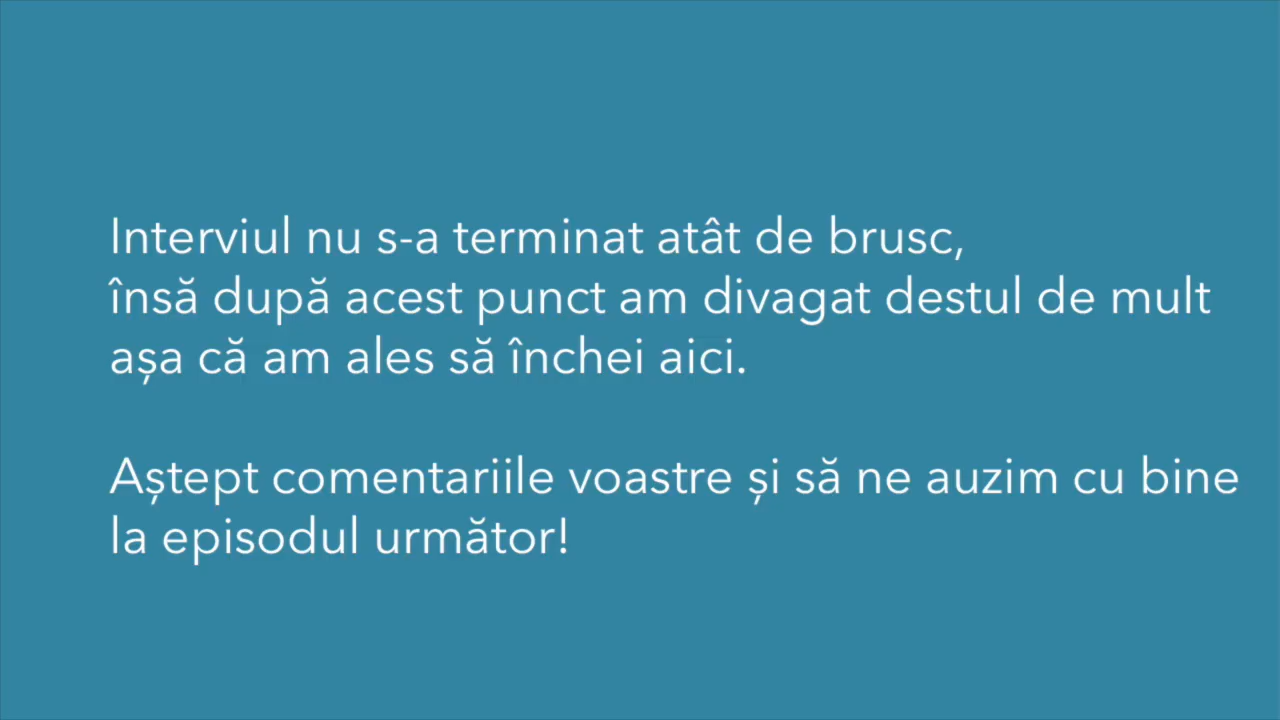 Interviul nu s-a terminat atât de brusc,
însă după acest punct am divagat destul de mult
așa că am ales să închei aici.
Aștept comentariile voastre și să ne auzim cu bine
la episodul următor!